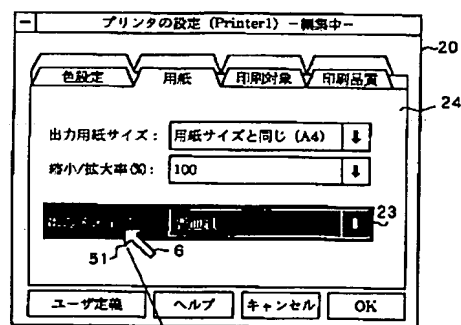 プリンタの設定 (Printer1) －編集中－
20
色設定 用紙 印刷対象 印刷品質
24
出力用紙サイズ： 用紙サイズと同じ (A4)
縮小/拡大率(%)： 100
23
51 6
ユーザ定義 ヘルプ キャンセル OK